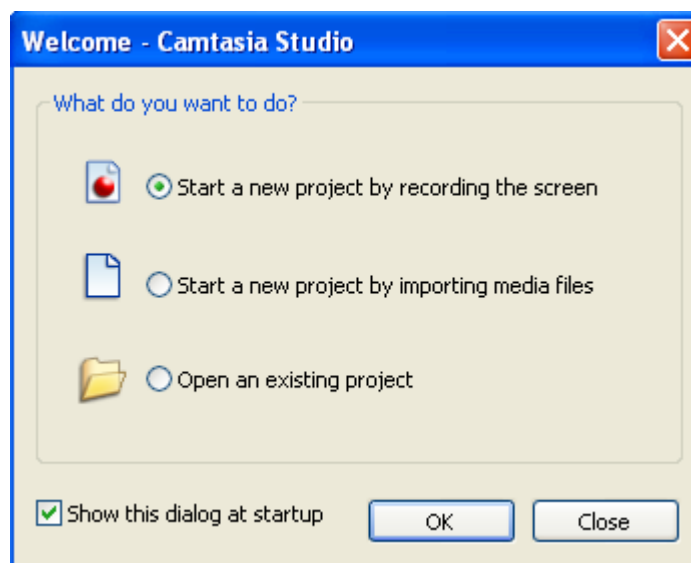 Welcome - Camtasia Studio
What do you want to do?
Start a new project by recording the screen
Start a new project by importing media files
Open an existing project
Show this dialog at startup
OK
Close